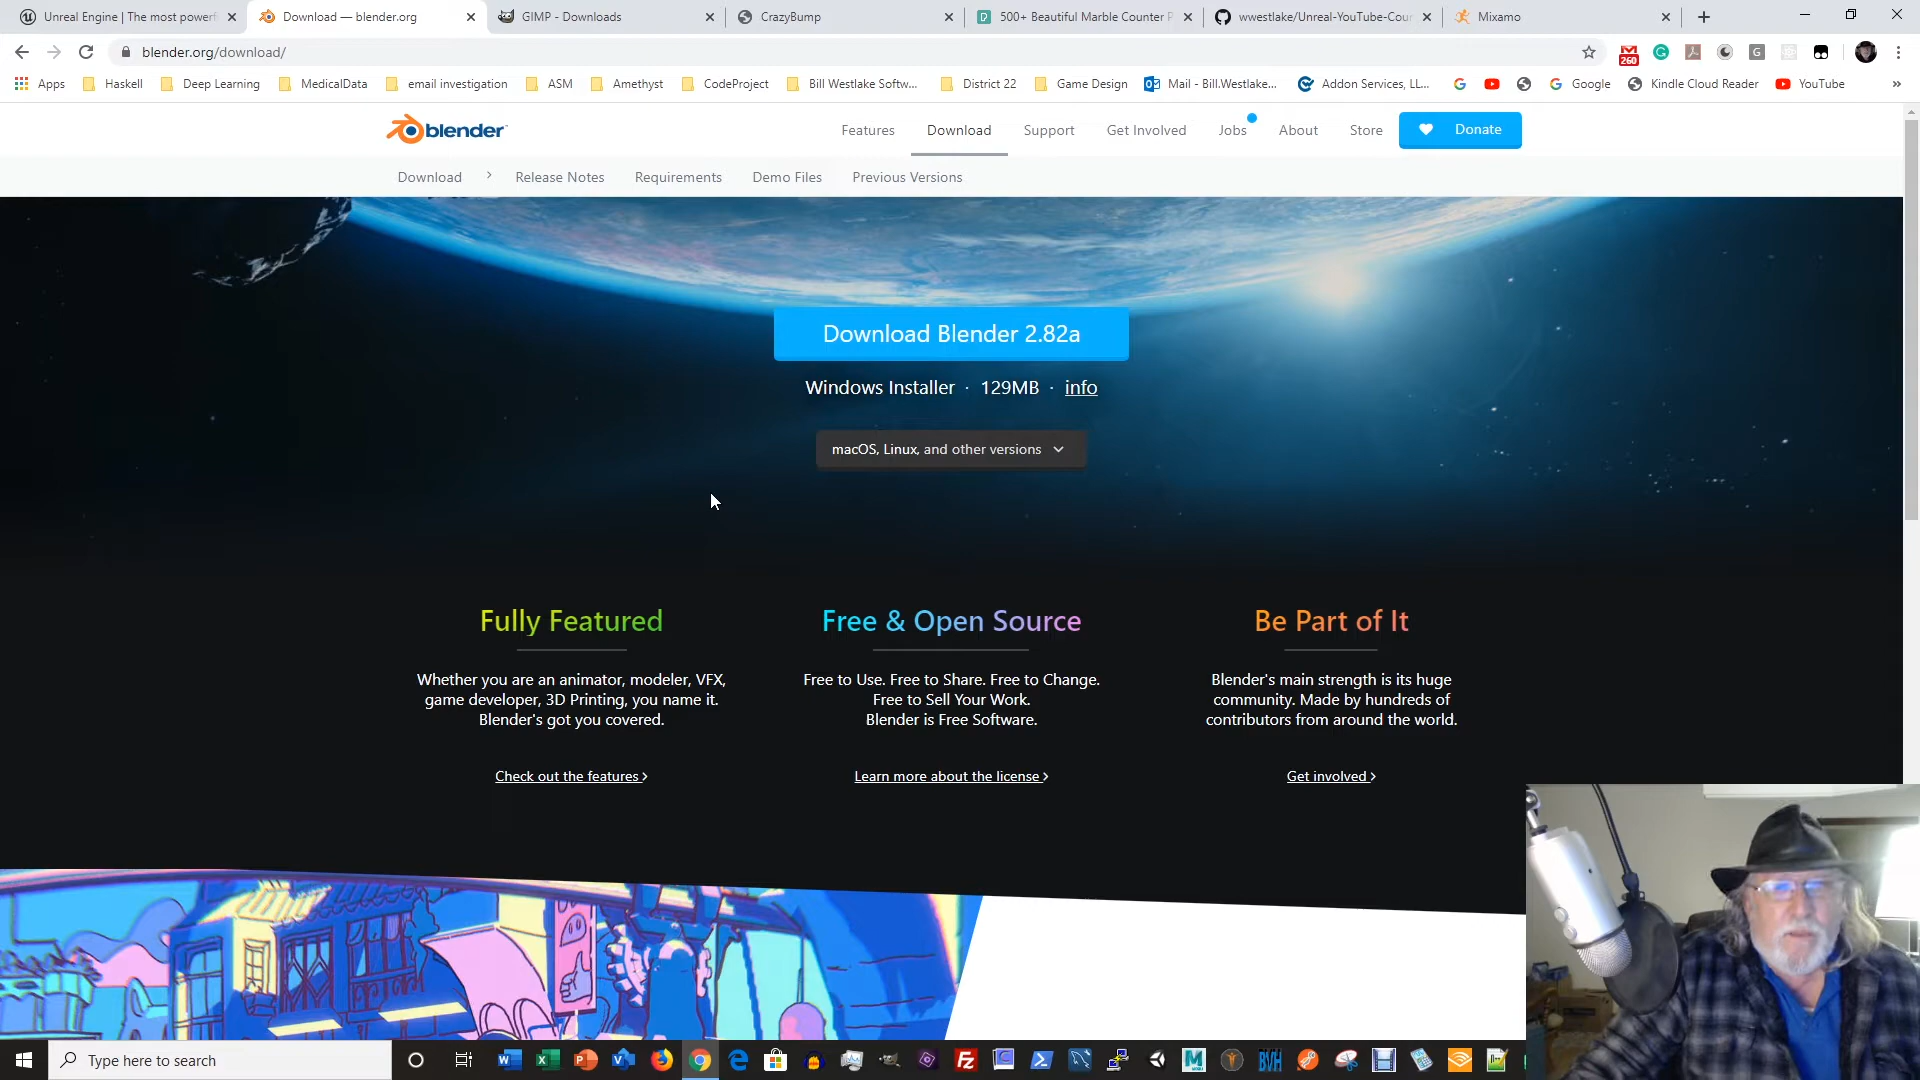 Unreal Engine | The most powerf
Download — blender.org
GIMP - Downloads
CrazyBump
500+ Beautiful Marble Counter P
wwestlake/Unreal-YouTube-Cour
Mixamo
blender.org/download/
260
Apps
Haskell
Deep Learning
MedicalData
email investigation
ASM
Amethyst
CodeProject
Bill Westlake Softw...
District 22
Game Design
Mail - Bill.Westlake...
Addon Services, LL...
Google
Kindle Cloud Reader
YouTube
»
blender
Features
Download
Support
Get Involved
Jobs
About
Store
Donate
Download > Release Notes
Requirements
Demo Files
Previous Versions
Download Blender 2.82a
Windows Installer · 129MB · info
macOS, Linux, and other versions
Fully Featured
Whether you are an animator, modeler, VFX,
game developer, 3D Printing, you name it.
Blender's got you covered.
Check out the features >
Free & Open Source
Free to Use. Free to Share. Free to Change.
Free to Sell Your Work.
Blender is Free Software.
Learn more about the license >
Be Part of It
Blender's main strength is its huge
community. Made by hundreds of
contributors from around the world.
Get involved >
Type here to search